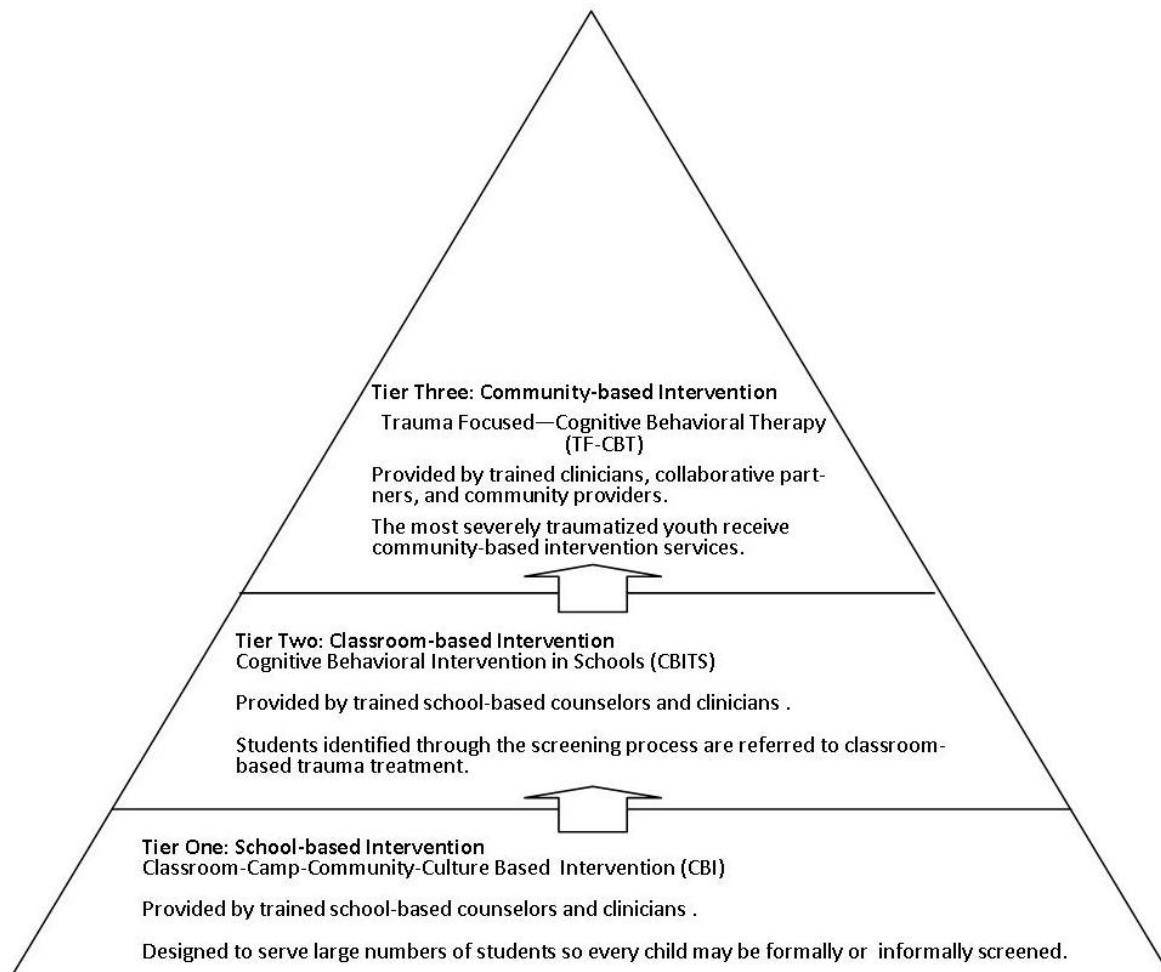 Tier Three: Community-based Intervention
Trauma Focused—Cognitive Behavioral Therapy
(TF-CBT)
Provided by trained clinicians, collaborative part-
ners, and community providers.
The most severely traumatized youth receive
community-based intervention services.
Tier Two: Classroom-based Intervention
Cognitive Behavioral Intervention in Schools (CBITS)
Provided by trained school-based counselors and clinicians .
Students identified through the screening process are referred to classroom-
based trauma treatment.
Tier One: School-based Intervention
Classroom-Camp-Community-Culture Based  Intervention (CBI)
Provided by trained school-based counselors and clinicians .
Designed to serve large numbers of students so every child may be formally or  informally screened.